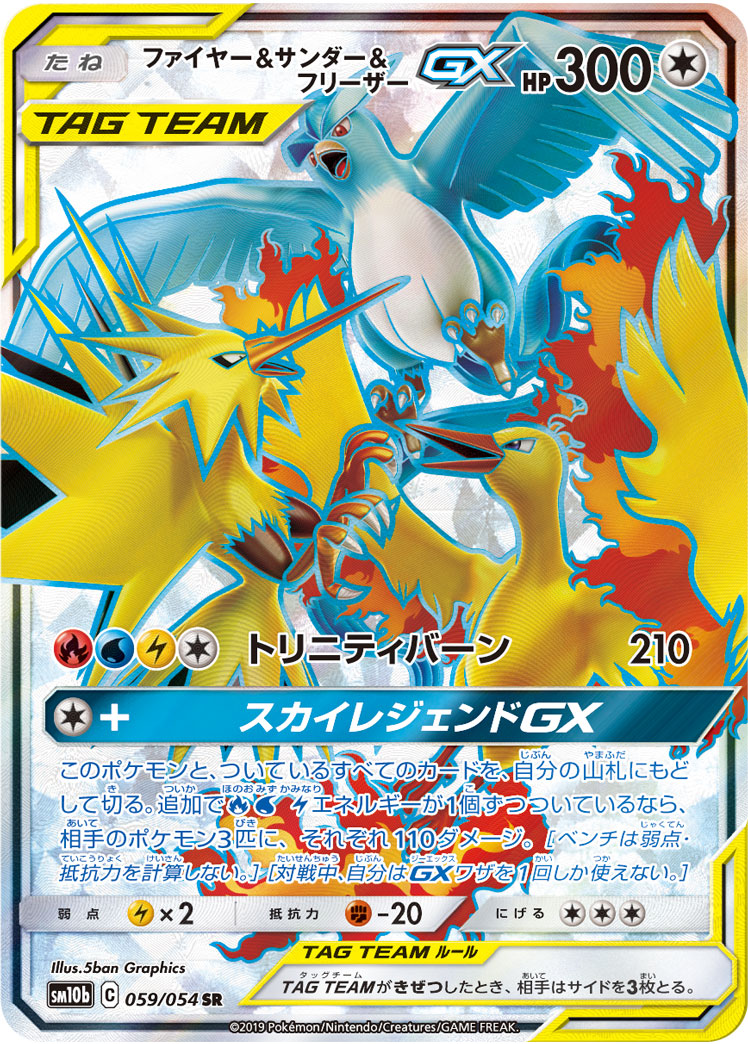 たね
ファイヤー&サンダー&
フリーザー GX HP 300
TAG TEAM
トリニティバーン 210
+ スカイレジェンドGX
このポケモンと、ついているすべてのカードを、自分の山札にもど
して切る。追加でエネルギーが1個ずつついているなら、
相手のポケモン3匹に、それぞれ110ダメージ。[ベンチは弱点・
抵抗力を計算しない。][対戦中、自分はGXワザを1回しか使えない。]
弱点 ×2 抵抗力 -20 にげる
TAG TEAM ルール
TAG TEAMがきぜつしたとき、相手はサイドを3枚とる。
Illus.5ban Graphics
sm10b C 059/054 SR
©2019 Pokémon/Nintendo/Creatures/GAME FREAK.